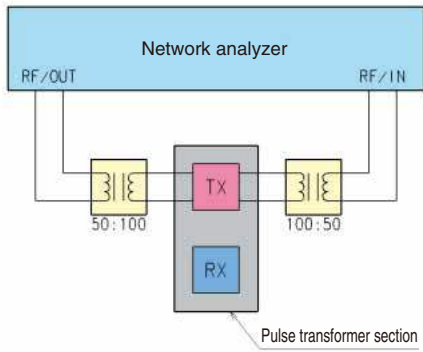 Network analyzer
RF/OUT
RF/IN
TX
50:100
100:50
RX
Pulse transformer section